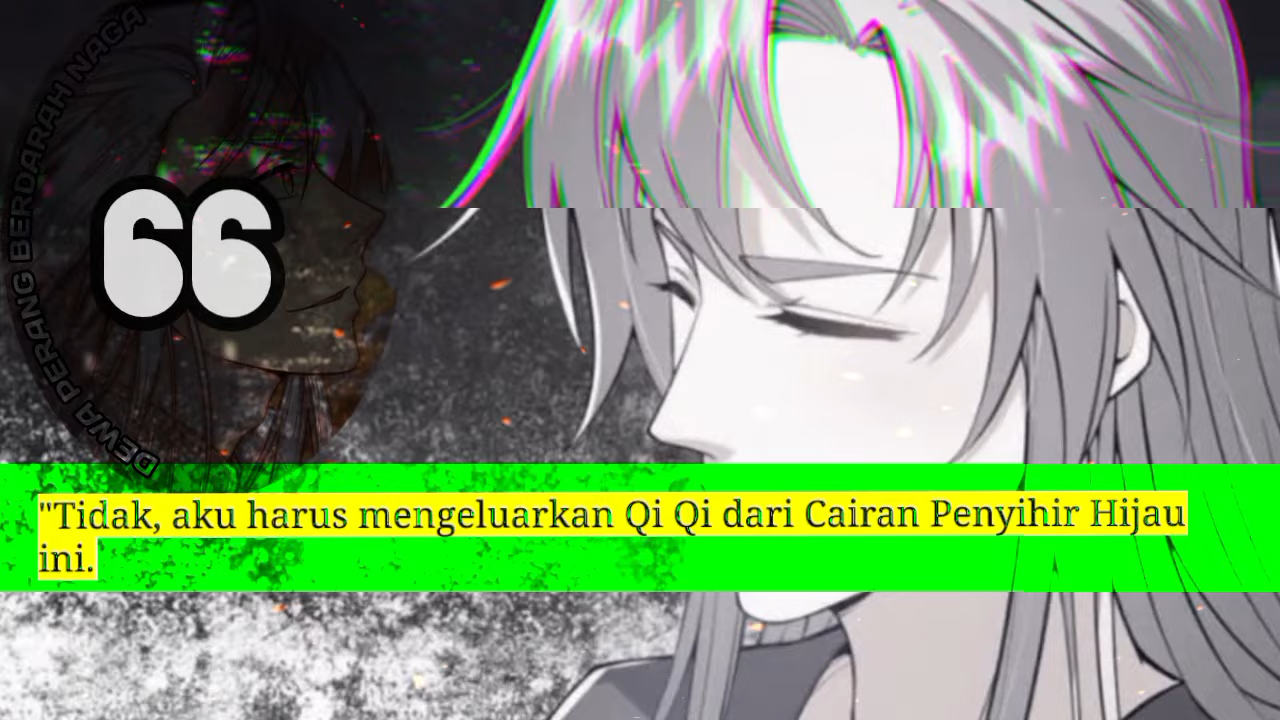 DEWA PERANG BERDARAH NAGA
66
"Tidak, aku harus mengeluarkan Qi Qi dari Cairan Penyihir Hijau
ini.